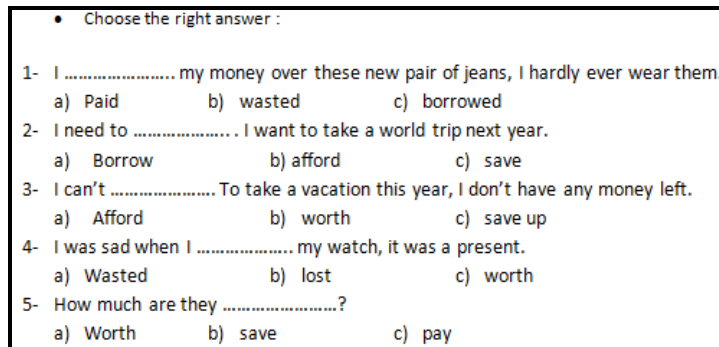 • Choose the right answer :
1- I ........................ my money over these new pair of jeans, I hardly ever wear them.
a) Paid b) wasted c) borrowed
2- I need to ...................... . I want to take a world trip next year.
a) Borrow b) afford c) save
3- I can't ....................... To take a vacation this year, I don't have any money left.
a) Afford b) worth c) save up
4- I was sad when I ..................... my watch, it was a present.
a) Wasted b) lost c) worth
5- How much are they .........................?
a) Worth b) save c) pay